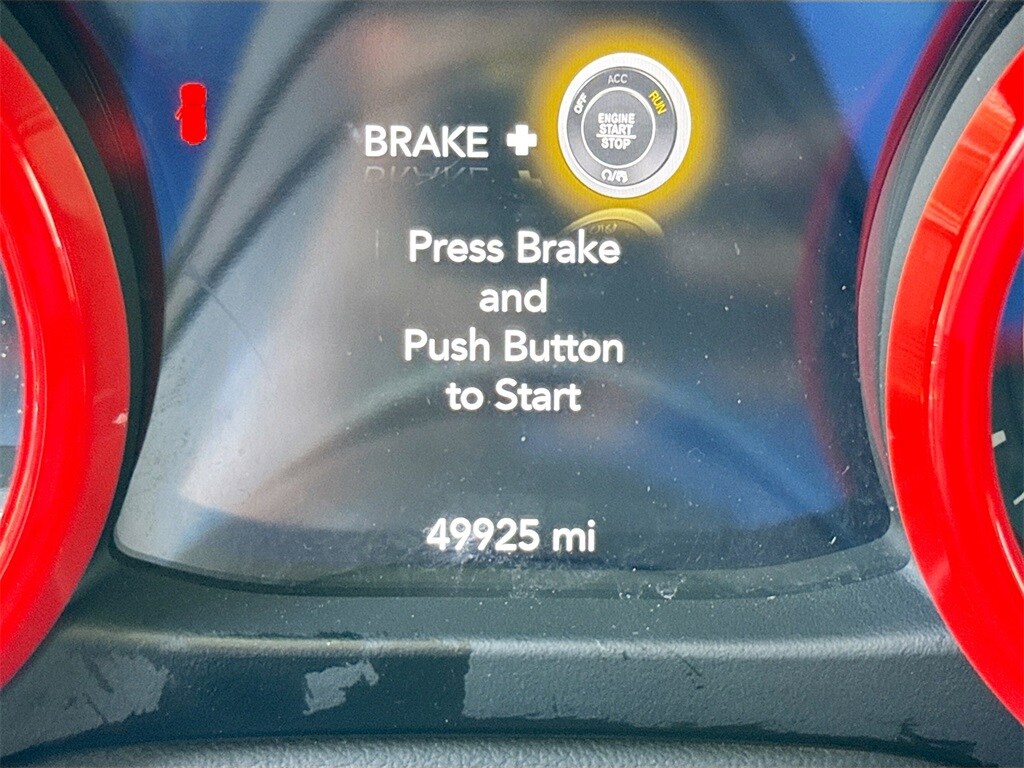 ACC
OFF
RUN
BRAKE +
ENGINE
START
STOP
Press Brake
and
Push Button
to Start
49925 mi